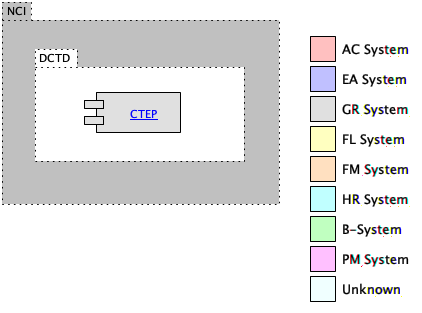 NCI
DCTD
CTEP
AC System
EA System
GR System
FL System
FM System
HR System
B-System
PM System
Unknown